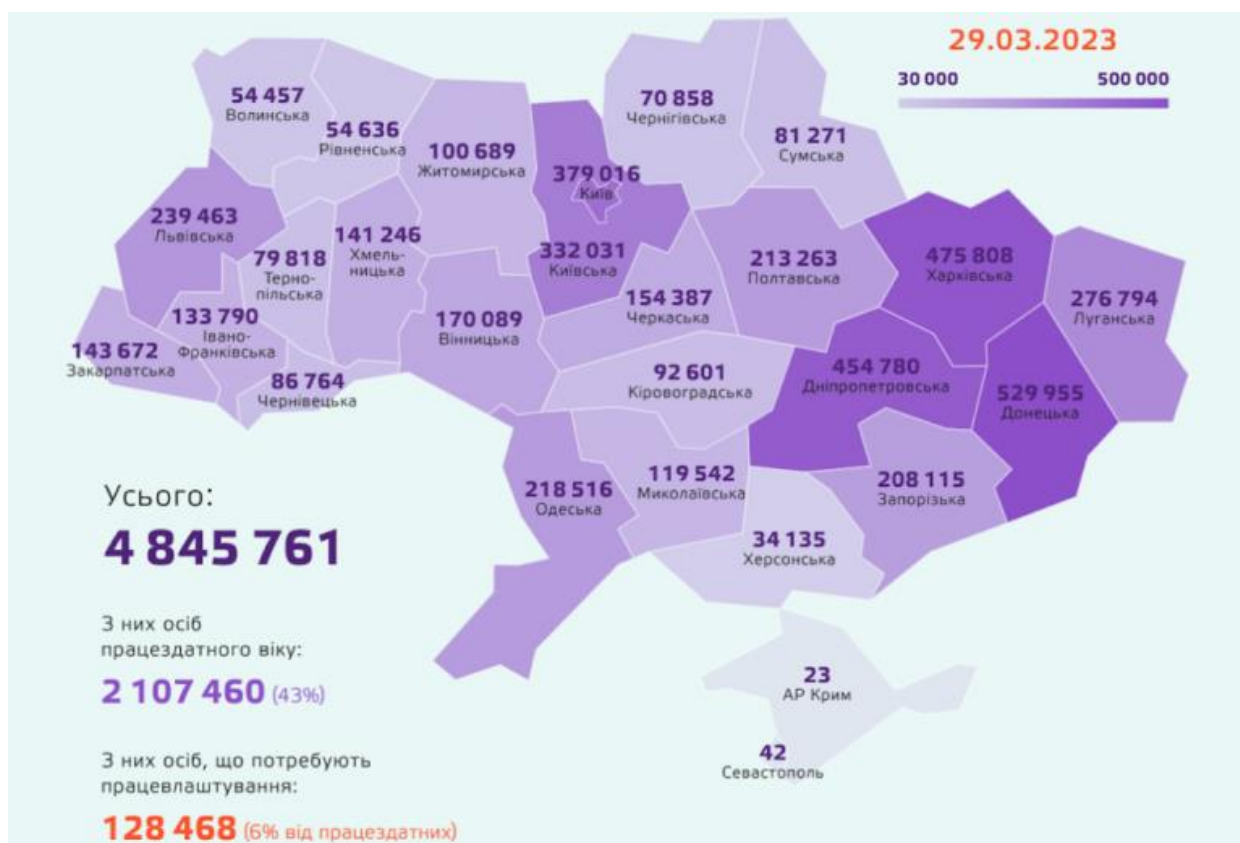 29.03.2023
30 000
500 000
54 457
Волинська
54 636
Рівненська
100 689
Житомирська
379 016
Київ
70 858
Чернігівська
81 271
Сумська
239 463
Львівська
79 818
Терно-
пільська
141 246
Хмель-
ницька
332 031
Київська
154 387
Черкаська
213 263
Полтавська
475 808
Харківська
276 794
Луганська
143 672
Закарпатська
133 790
Івано-
Франківська
86 764
Чернівецька
170 089
Вінницька
92 601
Кіровоградська
454 780
Дніпропетровська
529 955
Донецька
218 516
Одеська
119 542
Миколаївська
208 115
Запорізька
34 135
Херсонська
23
АР Крим
42
Севастополь
Усього:
4 845 761
З них осіб
працездатного віку:
2 107 460 (43%)
З них осіб, що потребують
працевлаштування:
128 468 (6% від працездатних)